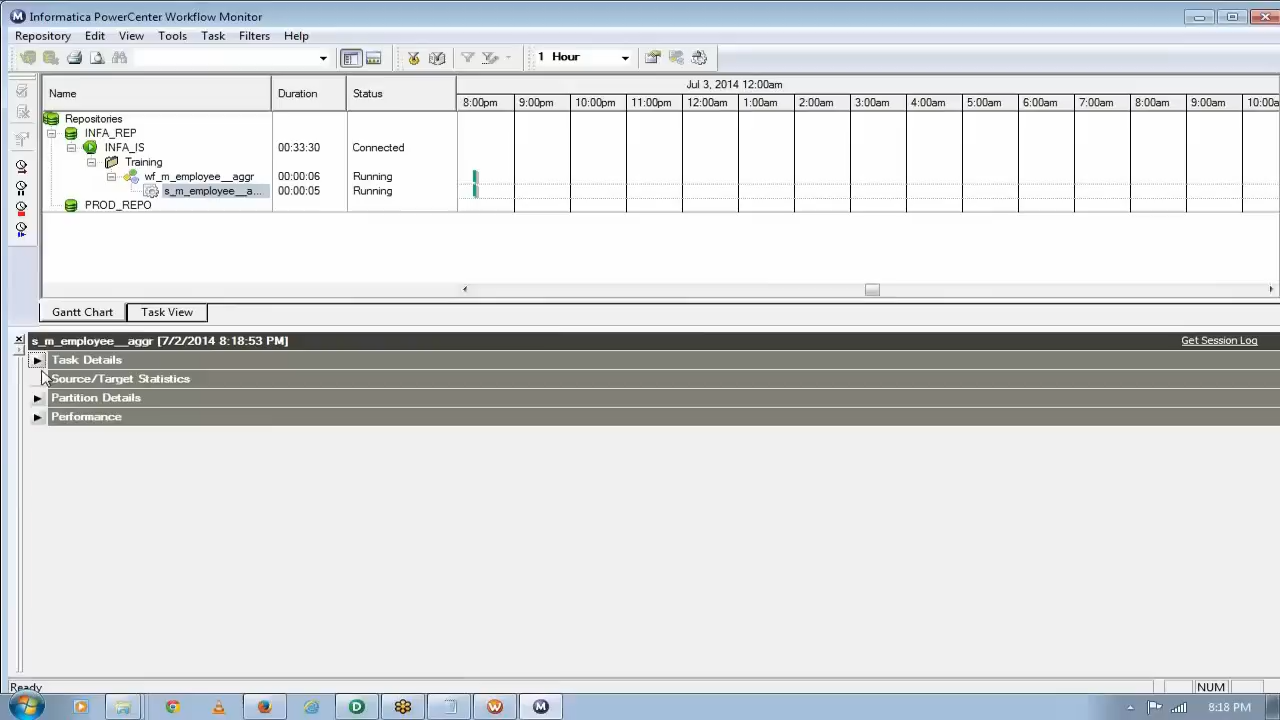 Informatica PowerCenter Workflow Monitor
Repository Edit View Tools Task Filters Help
1 Hour
Name Duration Status Jul 3, 2014 12:00am
8:00pm 9:00pm 10:00pm 11:00pm 12:00am 1:00am 2:00am 3:00am 4:00am 5:00am 6:00am 7:00am 8:00am 9:00am 10:00a
Repositories
INFA_REP
INFA_IS 00:33:30 Connected
Training
wf_m_employee__aggr 00:00:06 Running
s_m_employee__a... 00:00:05 Running
PROD_REPO
Gantt Chart Task View
s_m_employee__aggr [7/2/2014 8:18:53 PM] Get Session Log
Task Details
Source/Target Statistics
Partition Details
Performance
Ready NUM
8:18 PM